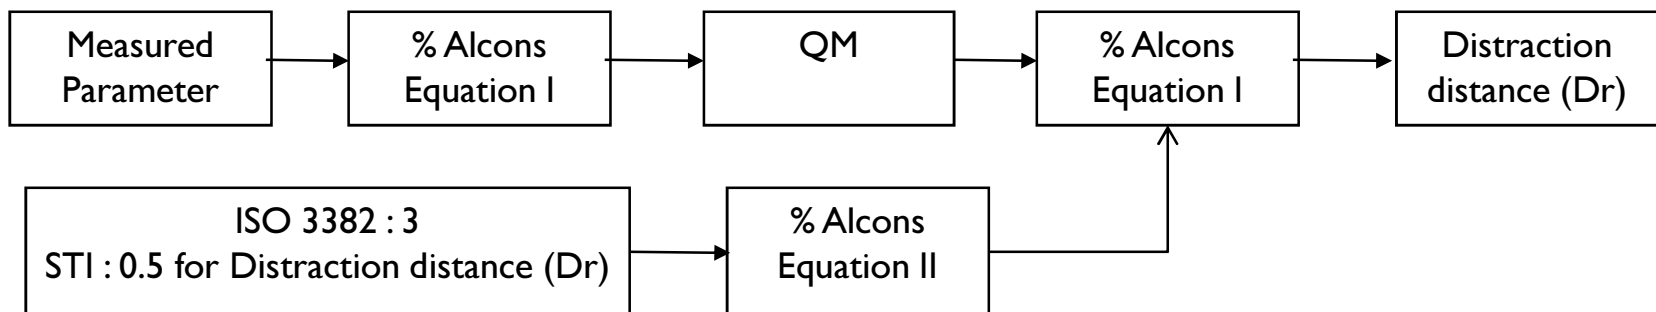 Measured
Parameter
% Alcons
Equation I
QM
% Alcons
Equation I
Distraction
distance (Dr)
ISO 3382 : 3
STI : 0.5 for Distraction distance (Dr)
% Alcons
Equation II